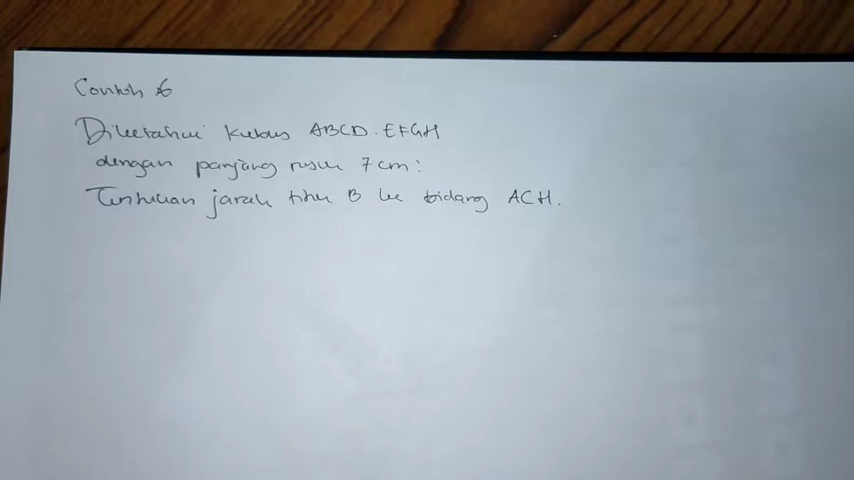 Contoh 6
Diketahui kubus ABCD.EFGH
dengan panjang rusuk 7 cm!
Tentukan jarak titik B ke bidang ACH.